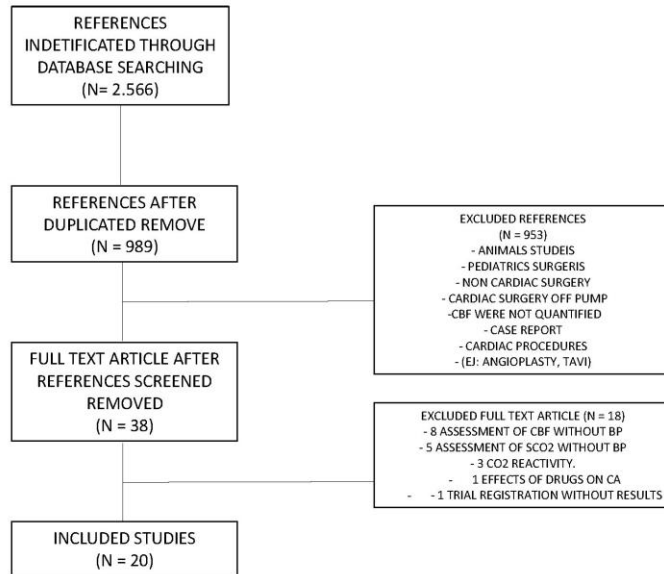 REFERENCES
INDETIFICATED THROUGH
DATABASE SEARCHING
(N= 2.566)
REFERENCES AFTER
DUPLICATED REMOVE
(N = 989)
EXCLUDED REFERENCES
(N = 953)
- ANIMALS STUDEIS
- PEDIATRICS SURGERIS
- NON CARDIAC SURGERY
- CARDIAC SURGERY OFF PUMP
-CBF WERE NOT QUANTIFIED
- CASE REPORT
- CARDIAC PROCEDURES
- (EJ: ANGIOPLASTY, TAVI)
FULL TEXT ARTICLE AFTER
REFERENCES SCREENED
REMOVED
(N = 38)
EXCLUDED FULL TEXT ARTICLE (N = 18)
- 8 ASSESSMENT OF CBF WITHOUT BP
- 5 ASSESSMENT OF SCO2 WITHOUT BP
- 3 CO2 REACTIVITY.
- 1 EFFECTS OF DRUGS ON CA
- - 1 TRIAL REGISTRATION WITHOUT RESULTS
INCLUDED STUDIES
(N = 20)